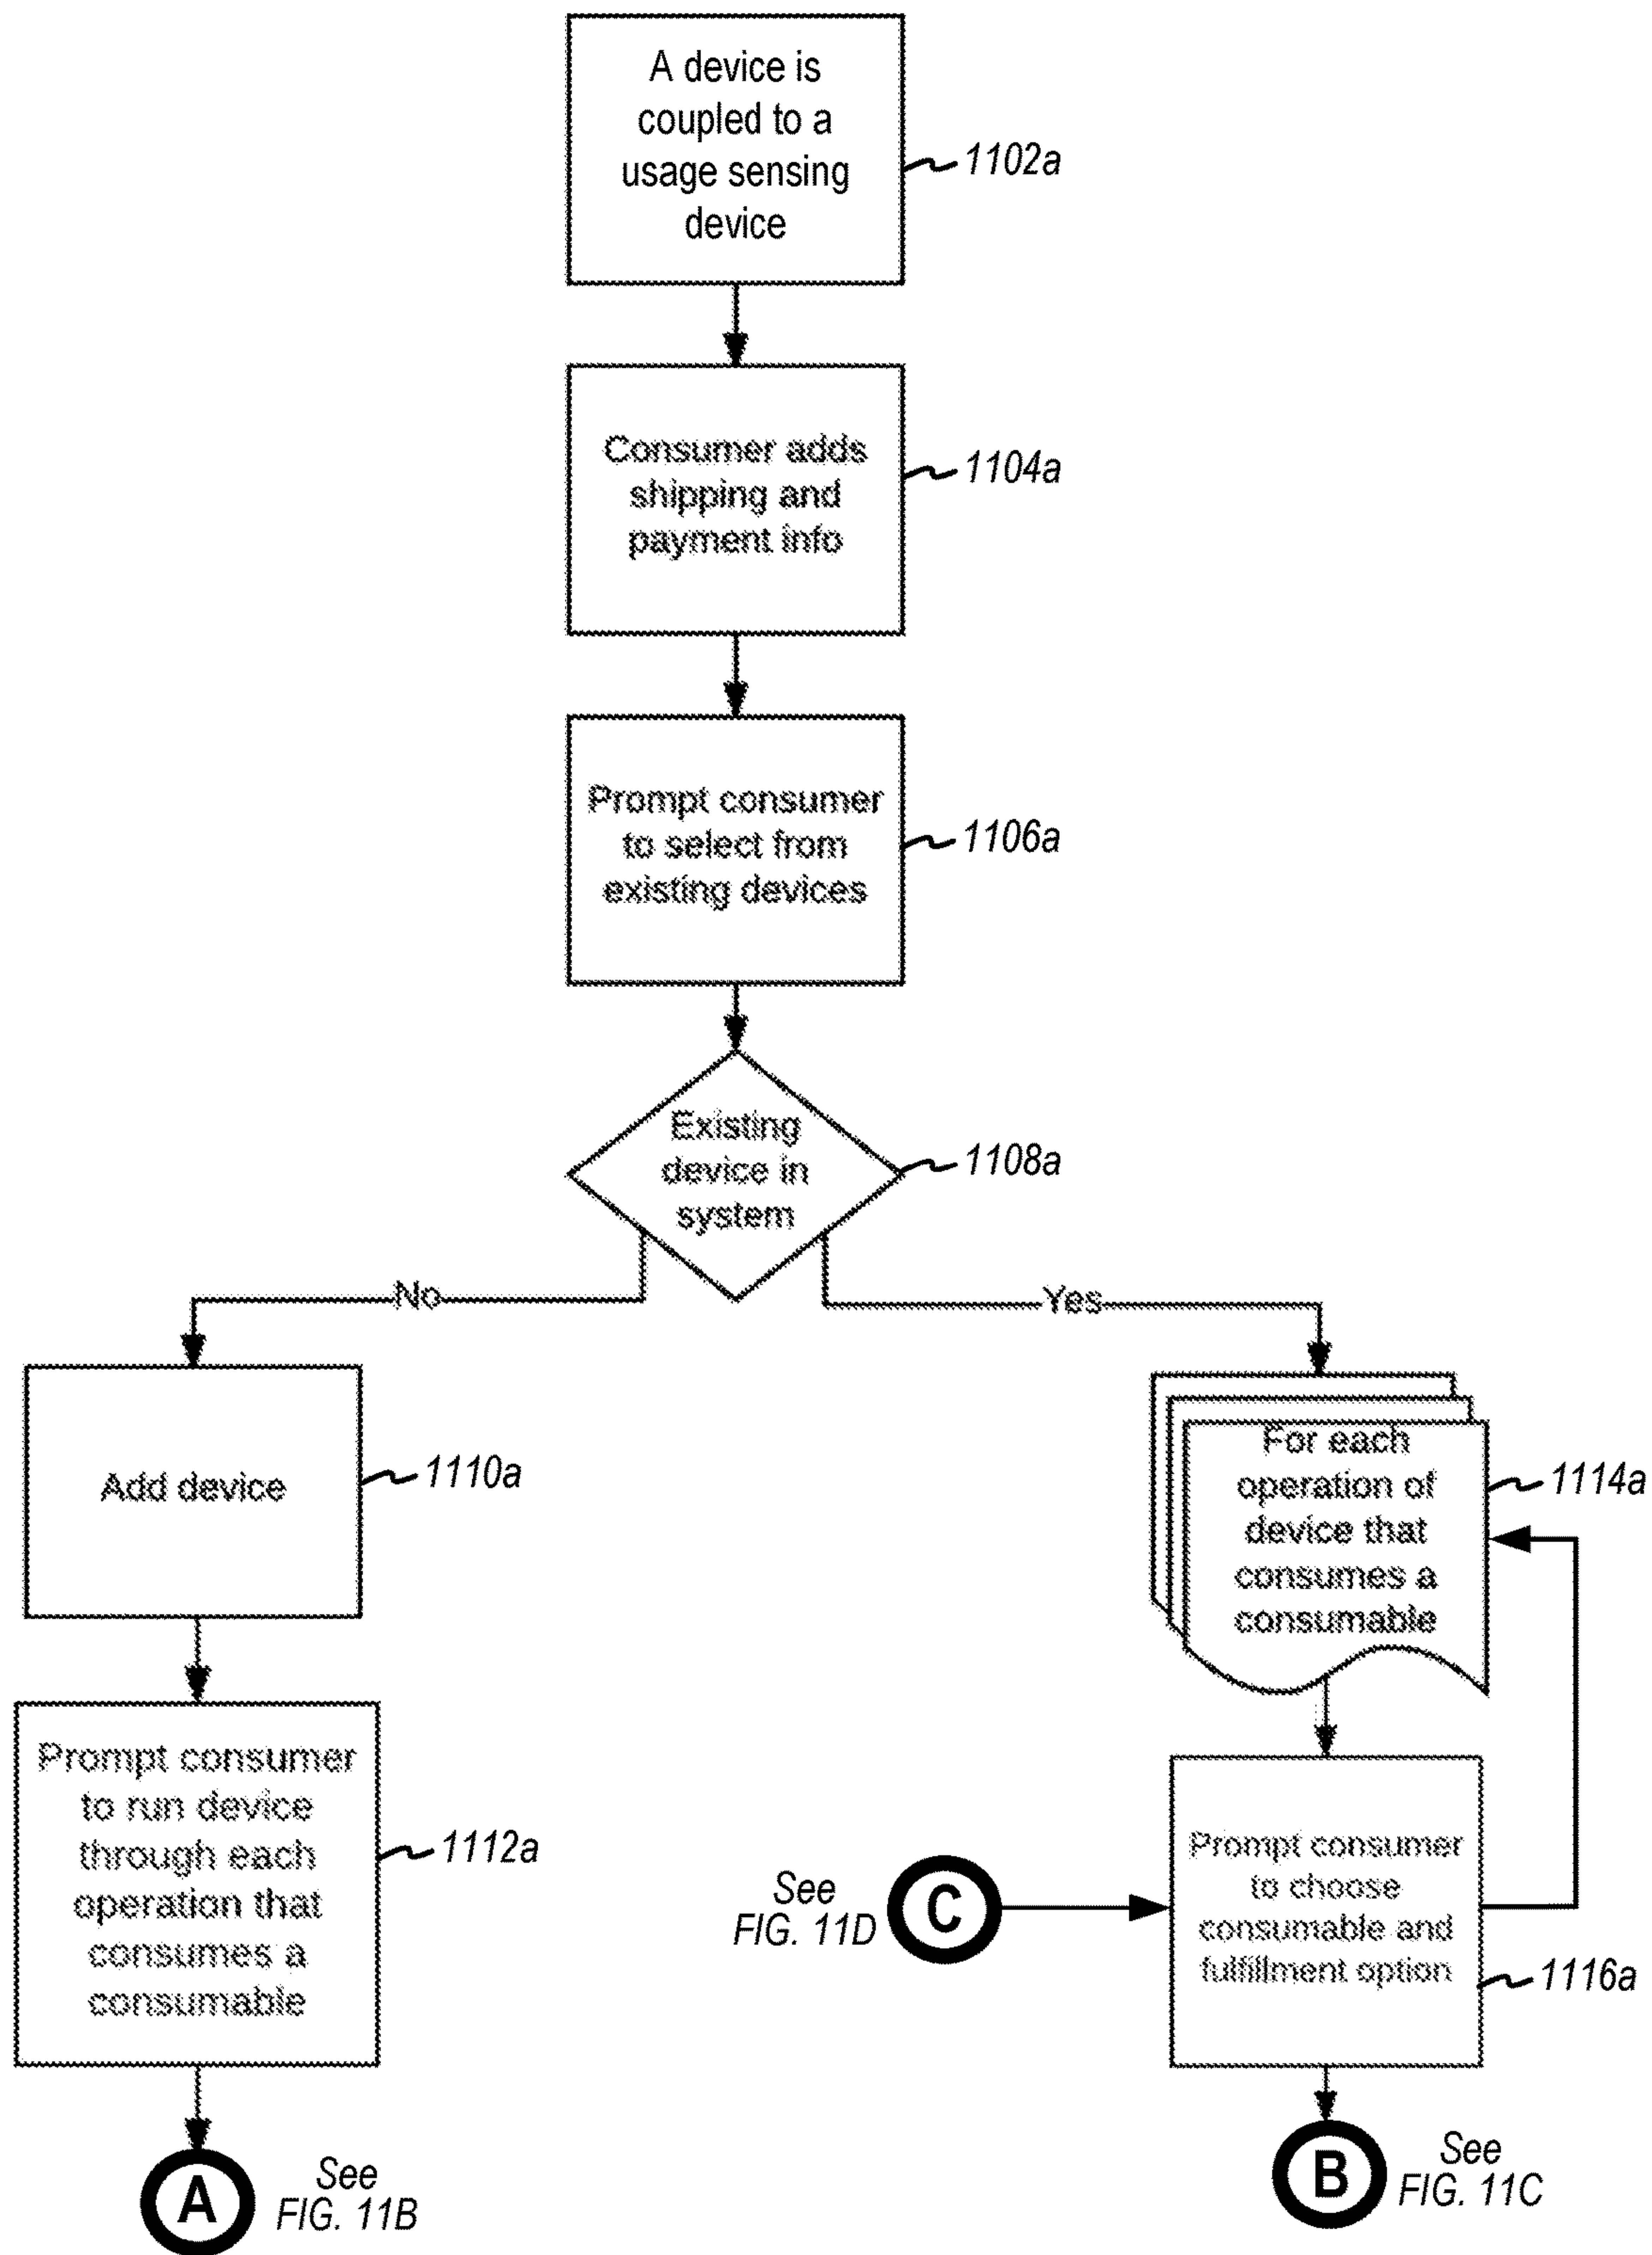 A device is
coupled to a
usage sensing
device
1102a
Consumer adds
shipping and
payment info
1104a
Prompt consumer
to select from
existing devices
1106a
Existing
device in
system
1108a
No
Yes
Add device
1110a
For each
operation of
device that
consumes a
consumable
1114a
Prompt consumer
to run device
through each
operation that
consumes a
consumable
1112a
See
FIG. 11D
C
Prompt consumer
to choose
consumable and
fulfillment option
1116a
A
See
FIG. 11B
B
See
FIG. 11C